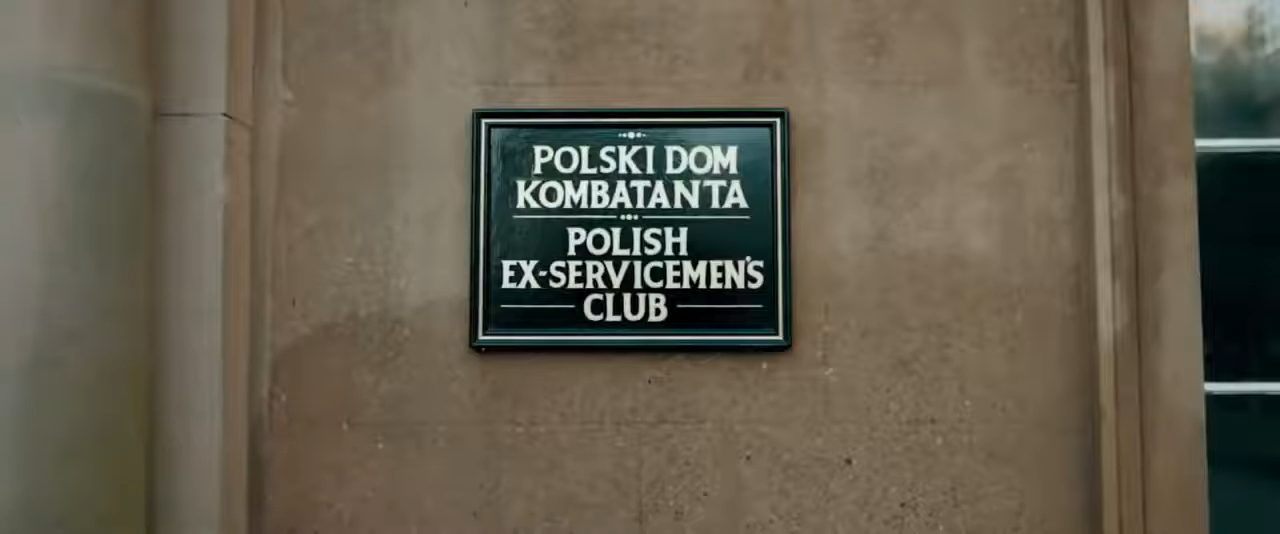 POLSKI DOM
KOMBATANTA
POLISH
EX-SERVICEMEN'S
CLUB